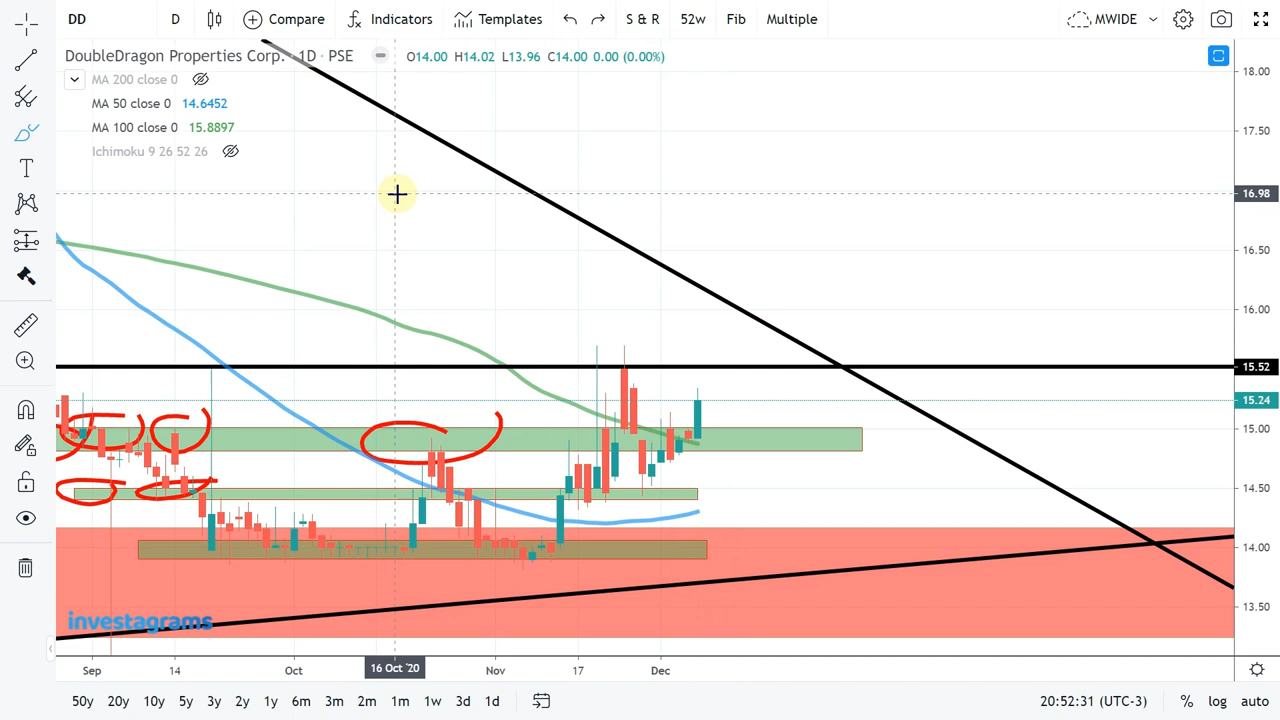 DD D Compare Indicators Templates S & R 52w Fib Multiple MWIDE
DoubleDragon Properties Corp. · 1D · PSE O14.00 H14.02 L13.96 C14.00 0.00 (0.00%)
MA 200 close 0
MA 50 close 0 14.6452
MA 100 close 0 15.8897
Ichimoku 9 26 52 26
18.00
17.50
16.98
16.50
16.00
15.52
15.24
15.00
14.50
14.00
13.50
investagrams
Sep 14 Oct 16 Oct '20 Nov 17 Dec
50y 20y 10y 5y 3y 2y 1y 6m 3m 2m 1m 1w 3d 1d 20:52:31 (UTC-3) % log auto